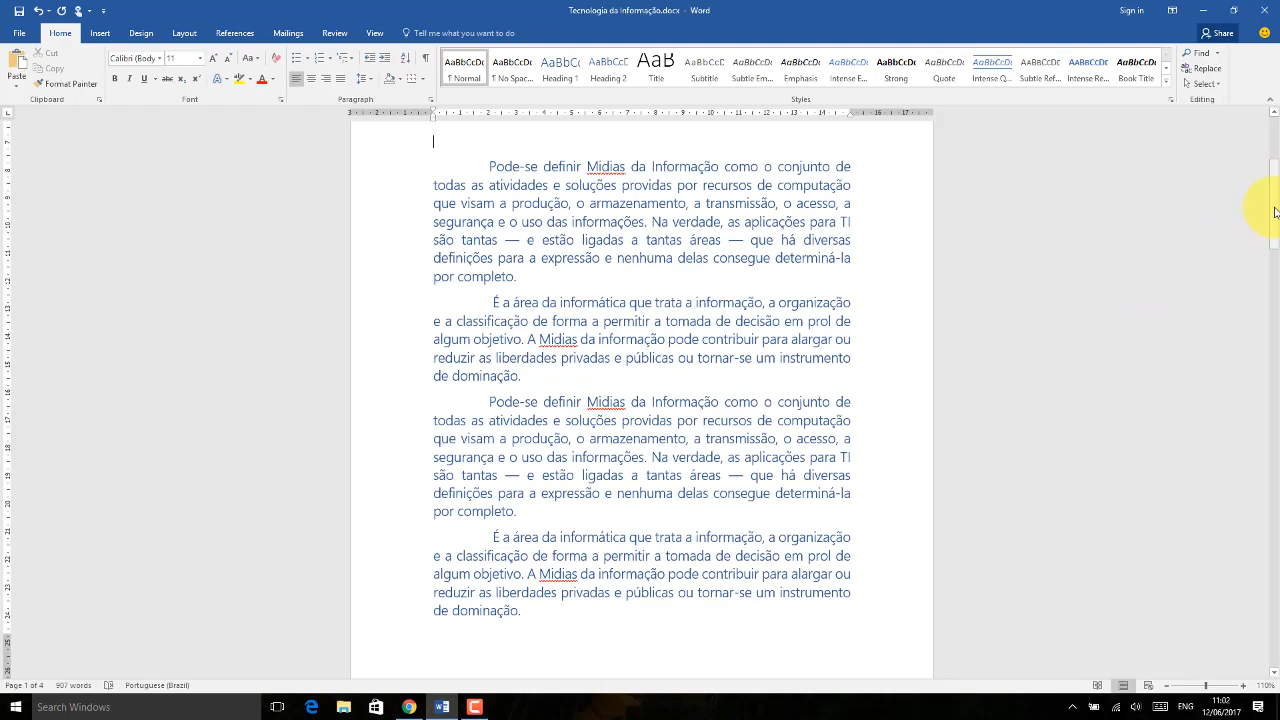 Tecnologia da Informação.docx - Word
Sign in
File Home Insert Design Layout References Mailings Review View Tell me what you want to do
Share
Paste
Cut
Copy
Format Painter
Clipboard
Calibri (Body) 11
Font
Paragraph
AaBbCcDc AaBbCcDc AaBbCc AaBbCcD AaB AaBbCcD AaBbCcDc AaBbCcDc AaBbCcDc AaBbCcDc AaBbCcDc AaBbCcDc AaBbCcDc AaBbCcDc AaBbCcDc
¶ Normal ¶ No Spac... Heading 1 Heading 2 Title Subtitle Subtle Em... Emphasis Intense E... Strong Quote Intense Q... Subtle Ref... Intense Re... Book Title
Styles
Find
Replace
Select
Editing
Pode-se definir Midias da Informação como o conjunto de
todas as atividades e soluções providas por recursos de computação
que visam a produção, o armazenamento, a transmissão, o acesso, a
segurança e o uso das informações. Na verdade, as aplicações para TI
são tantas — e estão ligadas a tantas áreas — que há diversas
definições para a expressão e nenhuma delas consegue determiná-la
por completo.
É a área da informática que trata a informação, a organização
e a classificação de forma a permitir a tomada de decisão em prol de
algum objetivo. A Midias da informação pode contribuir para alargar ou
reduzir as liberdades privadas e públicas ou tornar-se um instrumento
de dominação.
Pode-se definir Midias da Informação como o conjunto de
todas as atividades e soluções providas por recursos de computação
que visam a produção, o armazenamento, a transmissão, o acesso, a
segurança e o uso das informações. Na verdade, as aplicações para TI
são tantas — e estão ligadas a tantas áreas — que há diversas
definições para a expressão e nenhuma delas consegue determiná-la
por completo.
É a área da informática que trata a informação, a organização
e a classificação de forma a permitir a tomada de decisão em prol de
algum objetivo. A Midias da informação pode contribuir para alargar ou
reduzir as liberdades privadas e públicas ou tornar-se um instrumento
de dominação.
Page 1 of 4 907 words Portuguese (Brazil)
110%
Search Windows
ENG
11:02
12/06/2017